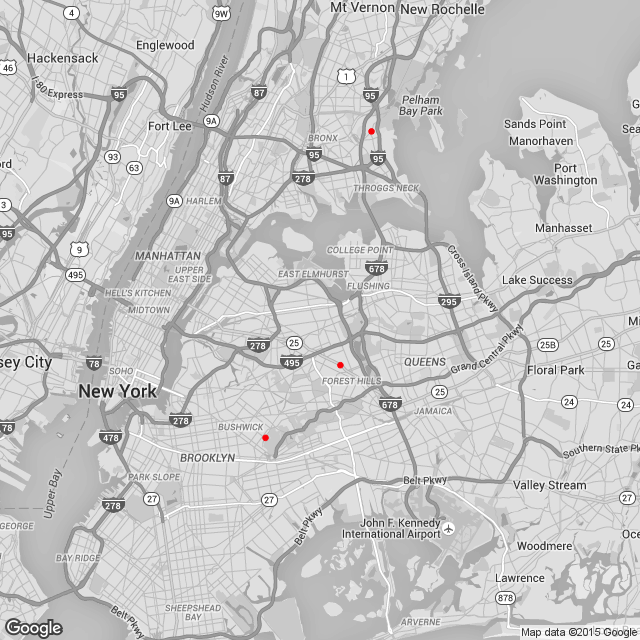 Mt Vernon
New Rochelle
4
9W
Englewood
Hackensack
46
I-80 Express
95
87
1
95
Hudson River
Pelham
Bay Park
Sands Point
Manorhaven
9A
Fort Lee
BRONX
95
95
93
63
Port
Washington
87
278
THROGGS NECK
9A
HARLEM
3
95
9
MANHATTAN
COLLEGE POINT
Manhasset
495
UPPER
EAST SIDE
EAST ELMHURST
678
FLUSHING
Cross Island Pkwy
Lake Success
HELL'S KITCHEN
MIDTOWN
295
278
25
495
QUEENS
Grand Central Pkwy
25B
25
sey City
78
SOHO
New York
FOREST HILLS
Floral Park
25
24
24
678
JAMAICA
278
BUSHWICK
78
478
BROOKLYN
Southern State Pk
PARK SLOPE
Belt Pkwy
Valley Stream
Upper Bay
278
27
27
Belt Pkwy
John F. Kennedy
International Airport
GEORGE
BAY RIDGE
Woodmere
Oce
Lawrence
878
SHEEPSHEAD
BAY
Belt Pkwy
ARVERNE
Google
Map data ©2015 Google